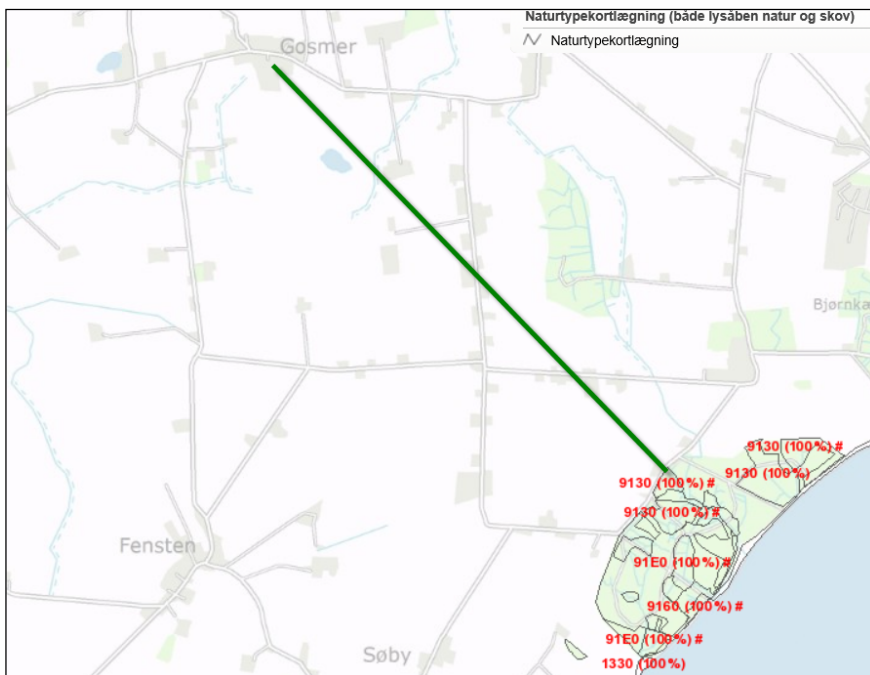 Naturtypekortlægning (både lysåben natur og skov)
Naturtypekortlægning
Gosmer
Bjørnkæ
9130 (100%) #
9130 (100%)
9130 (100%) #
9130 (100%) #
Fensten
91E0 (100%) #
9160 (100%) #
91E0 (100%) #
Søby
1330 (100%)